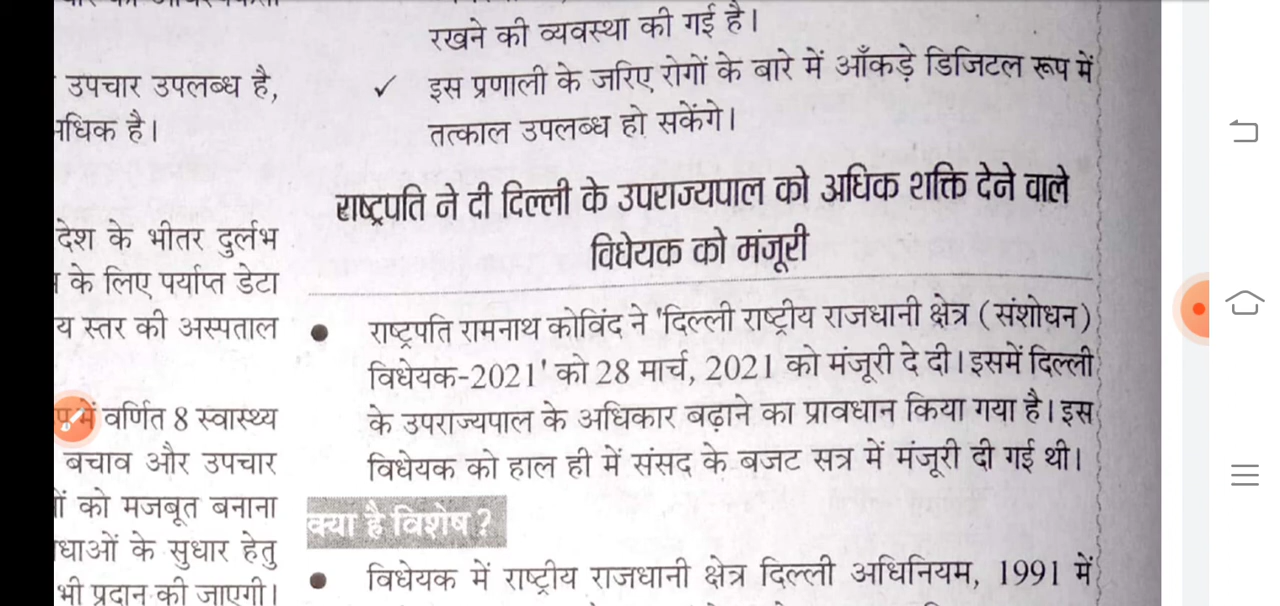 उपचार उपलब्ध है,
है।
देश के भीतर दुर्लभ
के लिए पर्याप्त डेटा
स्तर की अस्पताल
में वर्णित 8 स्वास्थ्य
बचाव और उपचार
को मजबूत बनाना
के सुधार हेतु
भी प्रदान की जाएगी।
रखने की व्यवस्था की गई है।
✓ इस प्रणाली के जरिए रोगों के बारे में आँकड़े डिजिटल रूप में
तत्काल उपलब्ध हो सकेंगे।
राष्ट्रपति ने दी दिल्ली के उपराज्यपाल को अधिक शक्ति देने वाले
विधेयक को मंजूरी
● राष्ट्रपति रामनाथ कोविंद ने 'दिल्ली राष्ट्रीय राजधानी क्षेत्र (संशोधन)
विधेयक-2021' को 28 मार्च, 2021 को मंजूरी दे दी। इसमें दिल्ली
के उपराज्यपाल के अधिकार बढ़ाने का प्रावधान किया गया है। इस
विधेयक को हाल ही में संसद के बजट सत्र में मंजूरी दी गई थी।
क्या है विशेष ?
● विधेयक में राष्ट्रीय राजधानी क्षेत्र दिल्ली अधिनियम, 1991 में